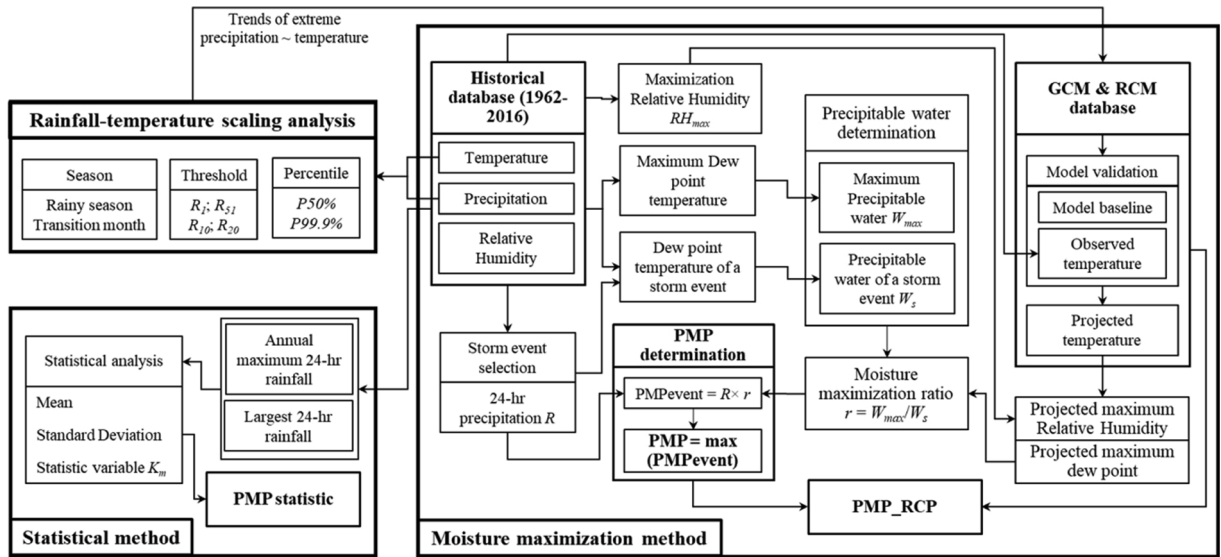 Trends of extreme
precipitation ~ temperature
Rainfall-temperature scaling analysis
Season
Rainy season
Transition month
Threshold
R1; R51
R10; R20
Percentile
P50%
P99.9%
Statistical analysis
Mean
Standard Deviation
Statistic variable Km
Annual
maximum 24-hr
rainfall
Largest 24-hr
rainfall
PMP statistic
Statistical method
Historical
database (1962-
2016)
Temperature
Precipitation
Relative
Humidity
Storm event
selection
24-hr
precipitation R
Maximization
Relative Humidity
RHmax
Maximum Dew
point
temperature
Dew point
temperature of a
storm event
PMP
determination
PMPevent = R× r
PMP = max
(PMPevent)
Precipitable water
determination
Maximum
Precipitable
water Wmax
Precipitable
water of a storm
event Ws
Moisture
maximization ratio
r = Wmax/Ws
GCM & RCM
database
Model validation
Model baseline
Observed
temperature
Projected
temperature
Projected maximum
Relative Humidity
Projected maximum
dew point
PMP_RCP
Moisture maximization method